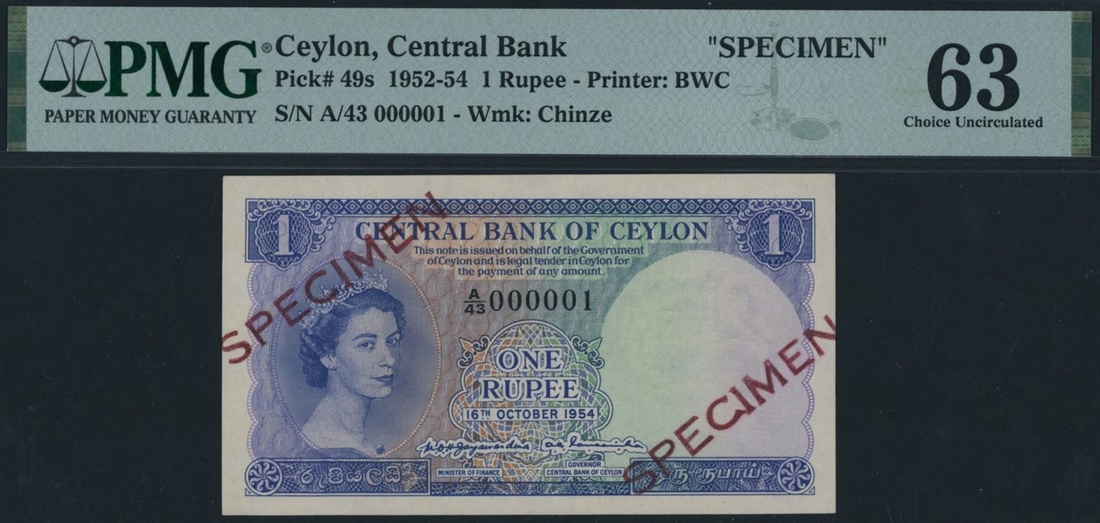 PMG®
PAPER MONEY GUARANTY
Ceylon, Central Bank
Pick# 49s 1952-54 1 Rupee - Printer: BWC
S/N A/43 000001 - Wmk: Chinze
"SPECIMEN"
63
Choice Uncirculated
1
CENTRAL BANK OF CEYLON
1
This note is issued on behalf of the Government
of Ceylon and is legal tender in Ceylon for
the payment of any amount.
A/43 000001
SPECIMEN
ONE
RUPEE
16TH OCTOBER 1954
SPECIMEN
MINISTER OF FINANCE
GOVERNOR
CENTRAL BANK OF CEYLON
රුපියලයි
ஒரு ரூபாய்